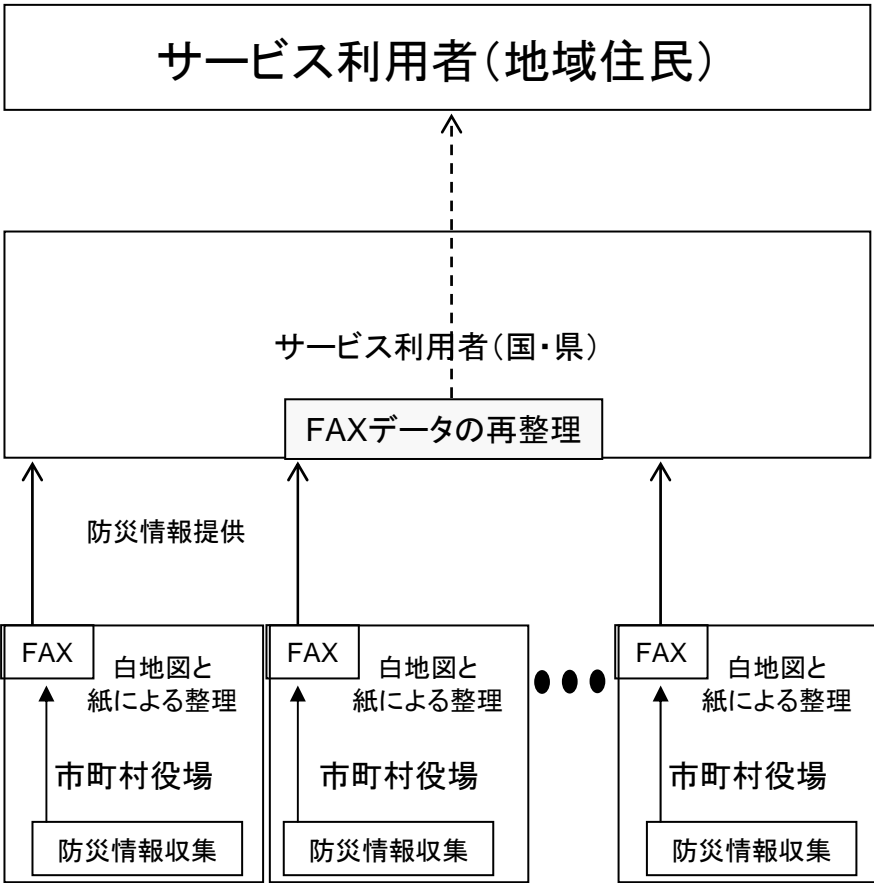 サービス利用者(地域住民)
サービス利用者(国・県)
FAXデータの再整理
防災情報提供
FAX
白地図と
紙による整理
市町村役場
防災情報収集
FAX
白地図と
紙による整理
市町村役場
防災情報収集
FAX
白地図と
紙による整理
市町村役場
防災情報収集